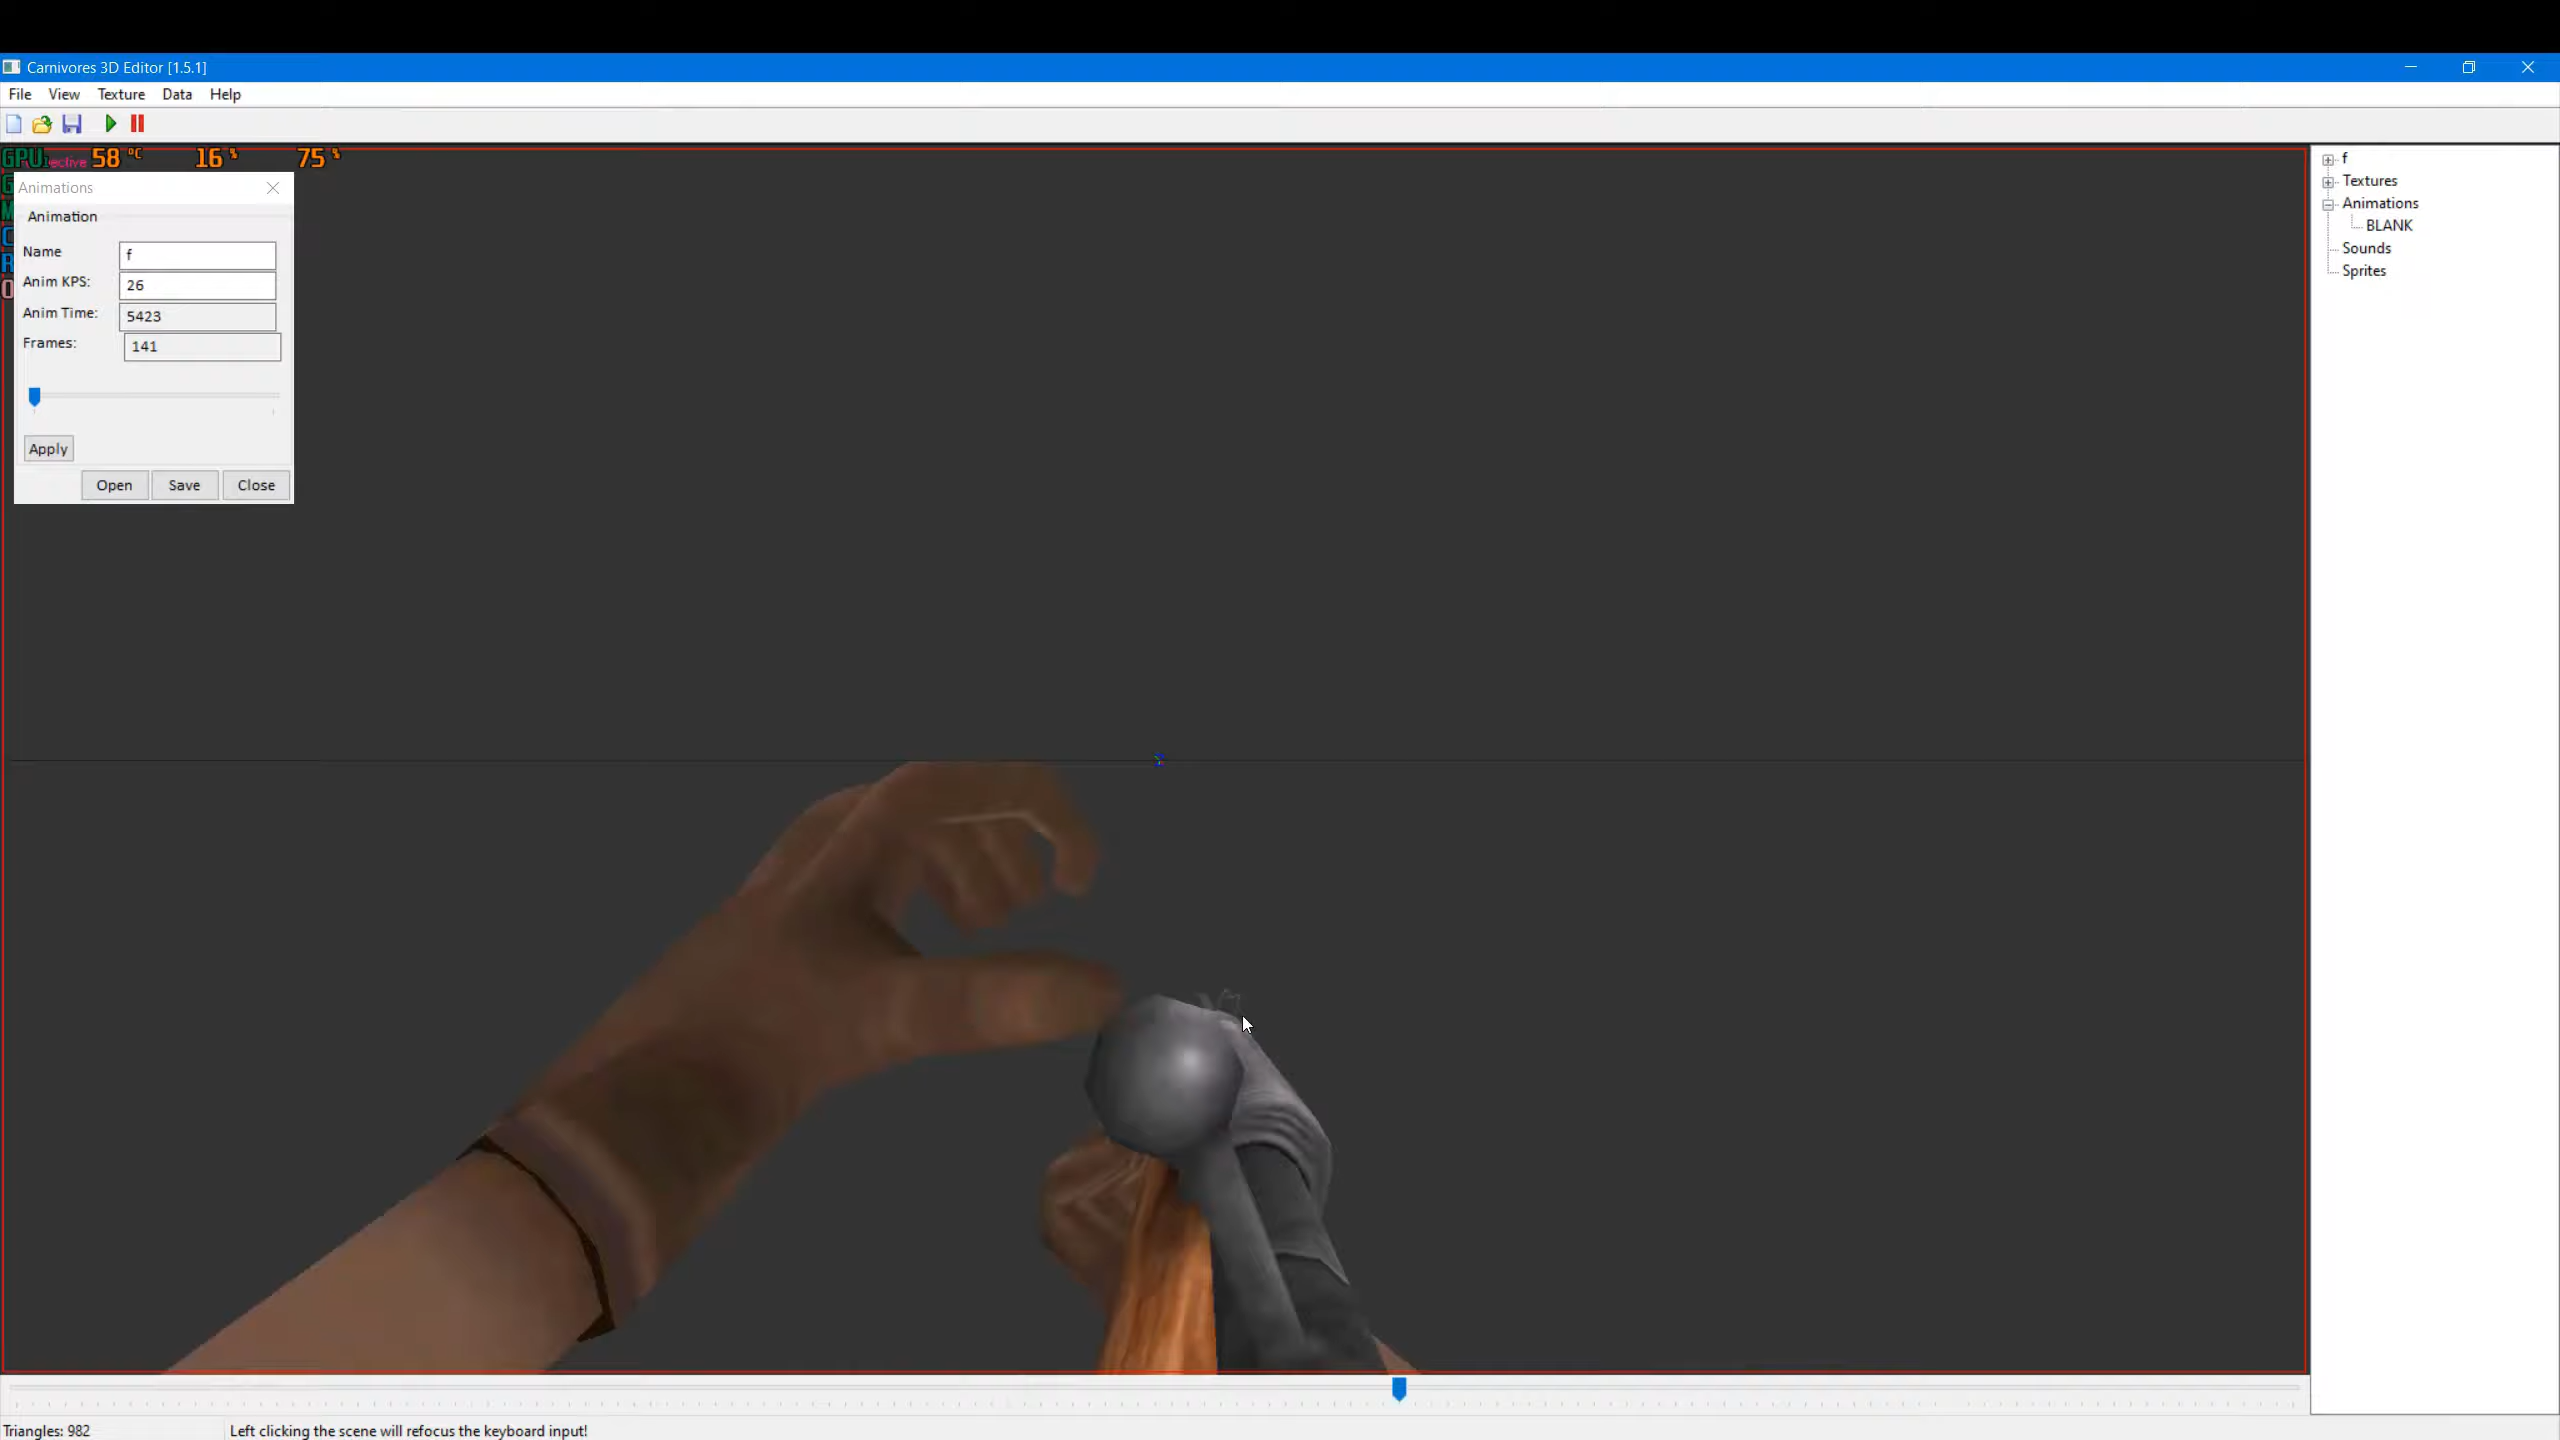 Carnivores 3D Editor [1.5.1]
File View Texture Data Help
GPU ective 58 °C 16 % 75 %
Animations
Animation
Name f
Anim KPS: 26
Anim Time: 5423
Frames: 141
Apply
Open Save Close
f
Textures
Animations
BLANK
Sounds
Sprites
Triangles: 982
Left clicking the scene will refocus the keyboard input!